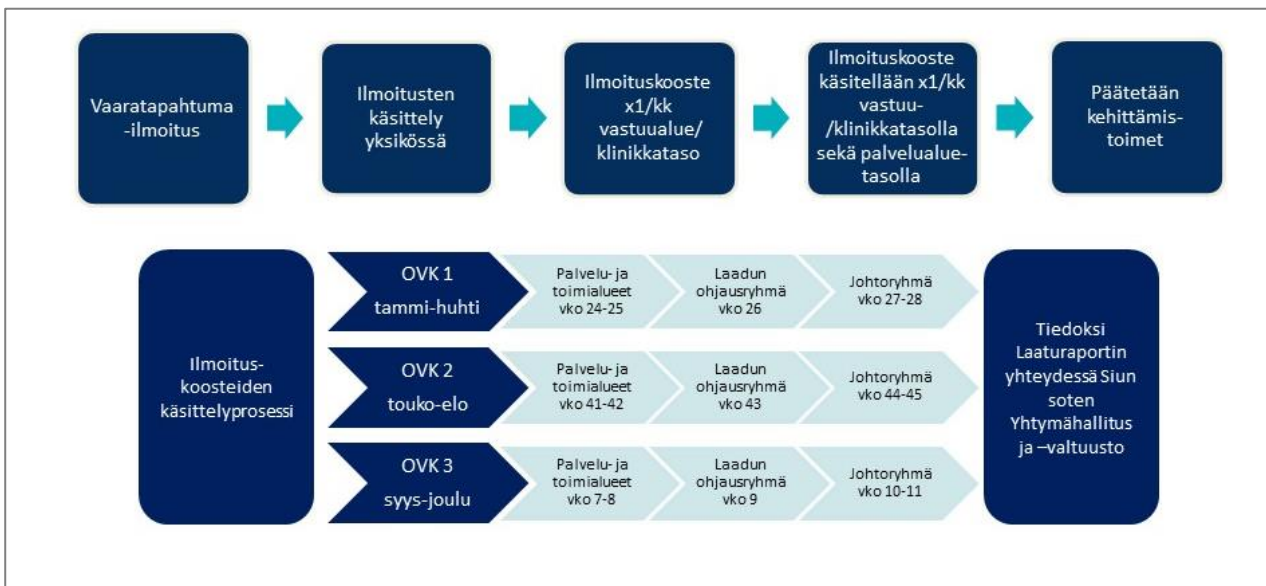 Vaaratapahtuma
-ilmoitus
Ilmoitusten
käsittely
yksikössä
Ilmoituskooste
x1/kk
vastuualue/
klinikkataso
Ilmoituskooste
käsitellään x1/kk
vastuu-
/klinikkatasolla
sekä palvelualue-
tasolla
Päätetään
kehittämis-
toimet
Ilmoitus-
koosteiden
käsittelyprosessi
OVK 1
tammi-huhti
Palvelu- ja
toimialueet
vko 24-25
Laadun
ohjausryhmä
vko 26
Johtoryhmä
vko 27-28
OVK 2
touko-elo
Palvelu- ja
toimialueet
vko 41-42
Laadun
ohjausryhmä
vko 43
Johtoryhmä
vko 44-45
OVK 3
syys-joulu
Palvelu- ja
toimialueet
vko 7-8
Laadun
ohjausryhmä
vko 9
Johtoryhmä
vko 10-11
Tiedoksi
Laaturaportin
yhteydessä Siun
soten
Yhtymähallitus
ja –valtuusto